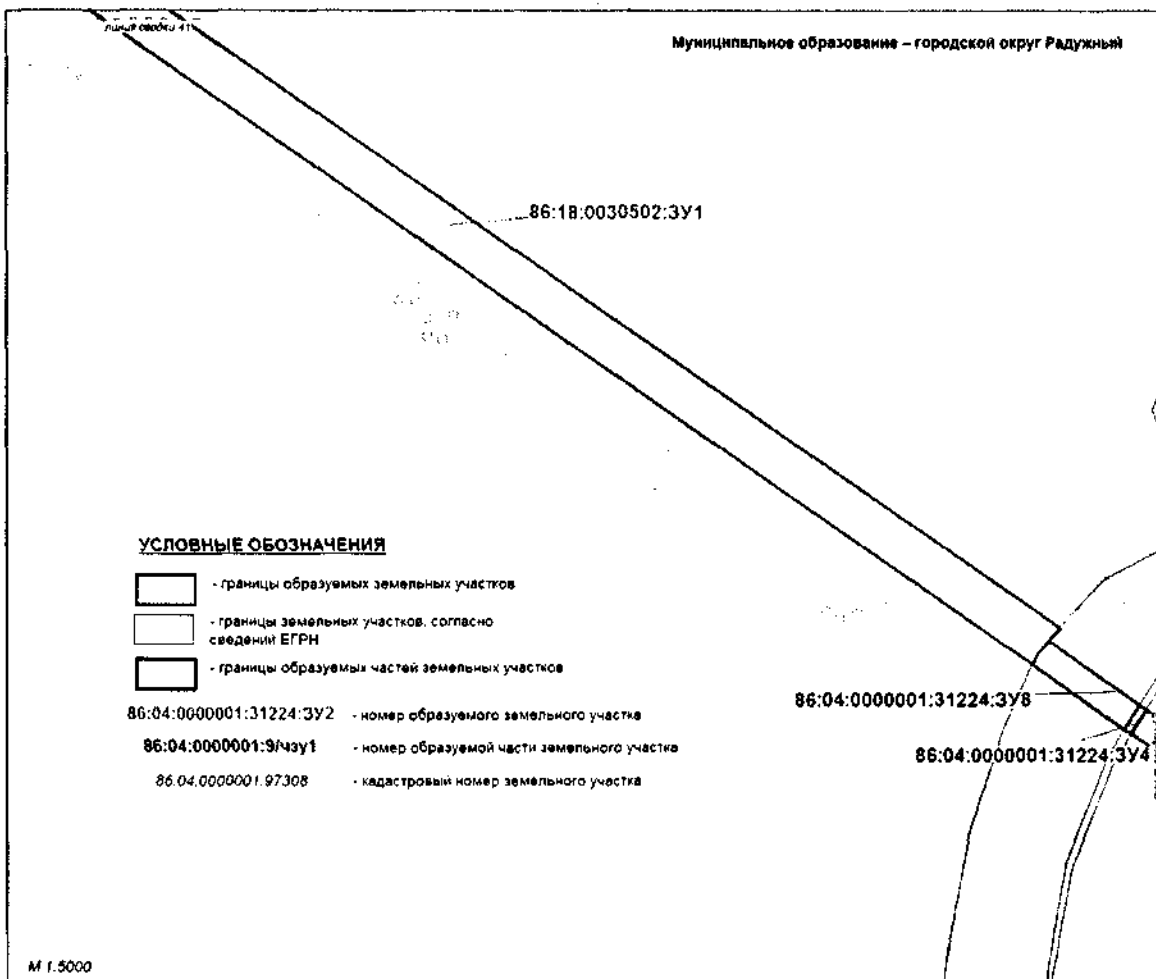 линия сводки 41
Муниципальное образование – городской округ Радужный
86:18:0030502:ЗУ1
УСЛОВНЫЕ ОБОЗНАЧЕНИЯ
- границы образуемых земельных участков
- границы земельных участков, согласно
сведений ЕГРН
- границы образуемых частей земельных участков
86:04:0000001:31224:ЗУ2 - номер образуемого земельного участка
86:04:0000001:9/чзу1 - номер образуемой части земельного участка
86:04:0000001:97308 - кадастровый номер земельного участка
86:04:0000001:31224:ЗУ8
86:04:0000001:31224:ЗУ4
М 1:5000